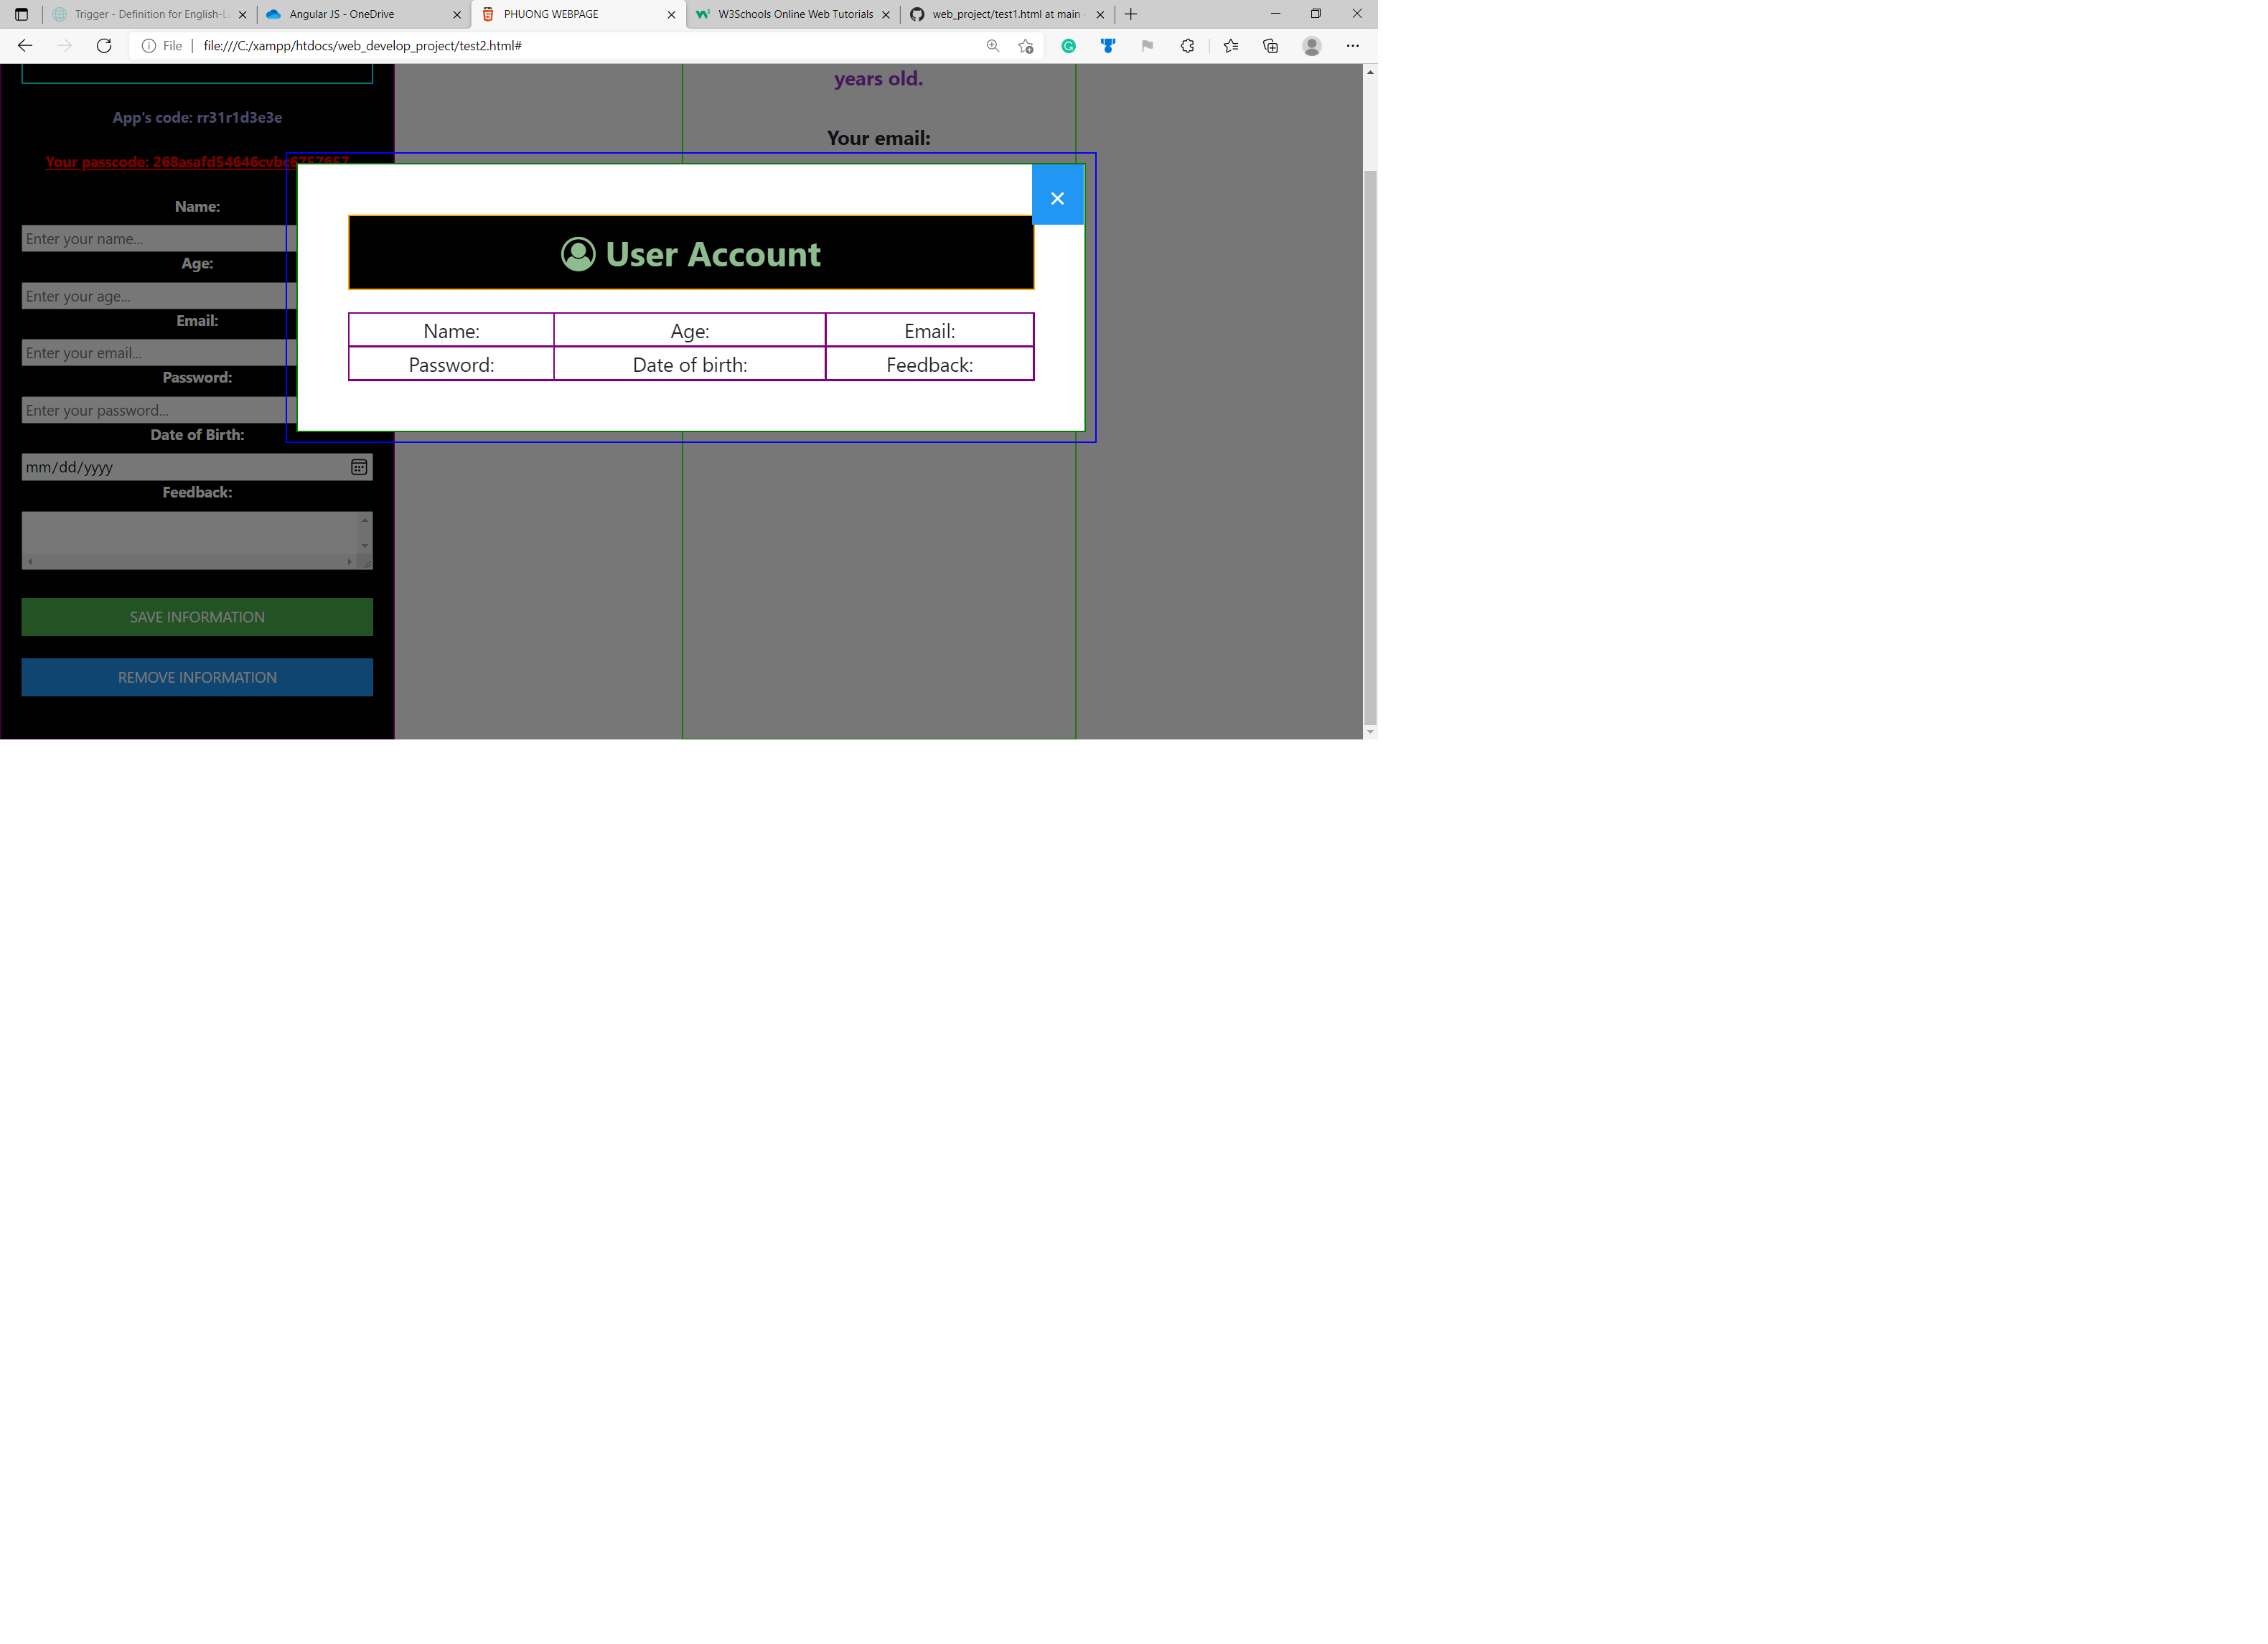 Trigger - Definition for English-L
Angular JS - OneDrive
PHUONG WEBPAGE
W3Schools Online Web Tutorials
web_project/test1.html at main
File
file:///C:/xampp/htdocs/web_develop_project/test2.html#
years old.
App's code: rr31r1d3e3e
Your email:
Your passcode: 268asafd54646cvbc6757657
Name:
Enter your name...
Age:
Enter your age...
Email:
Enter your email...
Password:
Enter your password...
Date of Birth:
mm/dd/yyyy
Feedback:
SAVE INFORMATION
REMOVE INFORMATION
×
User Account
Name: Age: Email:
Password: Date of birth: Feedback: